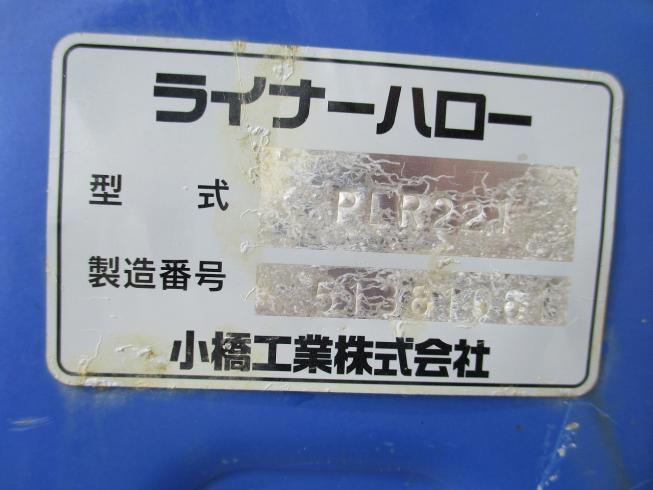 ライナーハロー
型 式 PLR221
製造番号
小橋工業株式会社